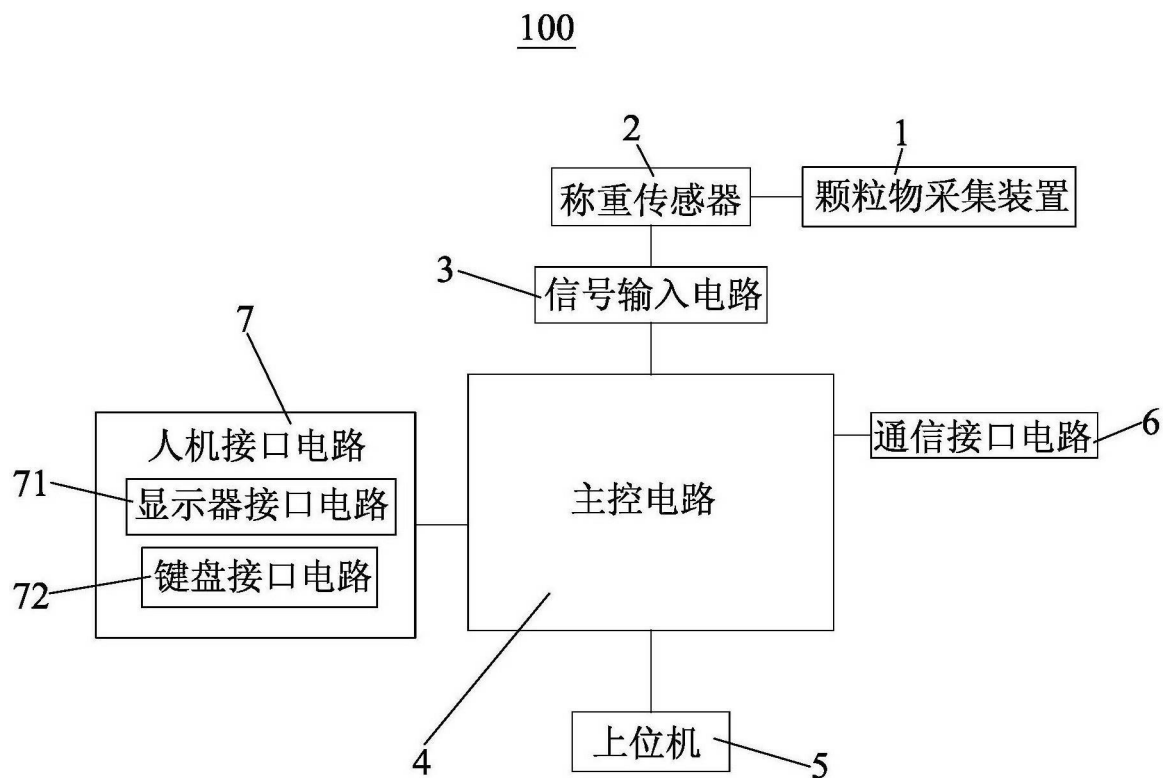 100
2
1
称重传感器
颗粒物采集装置
3
信号输入电路
7
人机接口电路
通信接口电路
6
71
显示器接口电路
主控电路
72
键盘接口电路
4
上位机
5